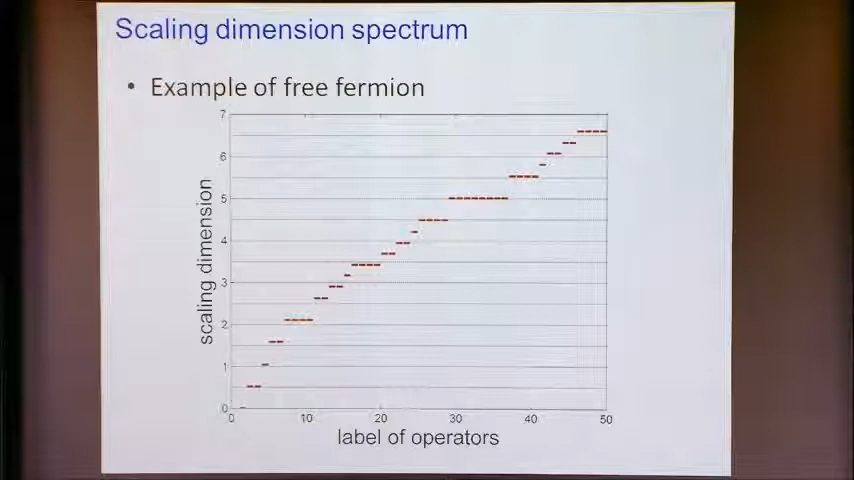 Scaling dimension spectrum
• Example of free fermion
7
6
5
4
3
2
1
0
scaling dimension
0 10 20 30 40 50
label of operators